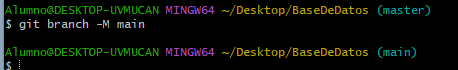 Alumno@DESKTOP-UVMUCAN MINGW64 ~/Desktop/BaseDeDatos (master)
$ git branch -M main
Alumno@DESKTOP-UVMUCAN MINGW64 ~/Desktop/BaseDeDatos (main)
$